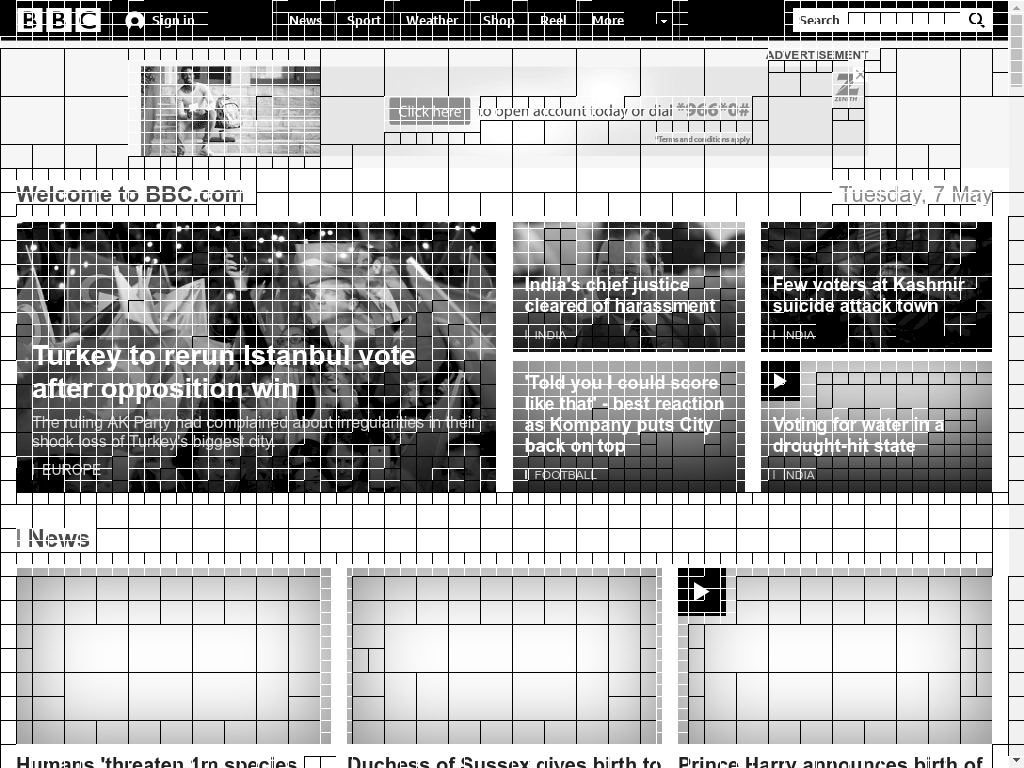 BBC Sign in News Sport Weather Shop Reel More Search
ADVERTISEMENT
ZENITH
Click here to open account today or dial *966*0#
*Terms and conditions apply
Welcome to BBC.com
Tuesday, 7 May
Turkey to rerun Istanbul vote
after opposition win
The ruling AK Party had complained about irregularities in their
shock loss of Turkey's biggest city.
EUROPE
India's chief justice
cleared of harassment
INDIA
Few voters at Kashmir
suicide attack town
INDIA
'Told you I could score
like that' - best reaction
as Kompany puts City
back on top
FOOTBALL
Voting for water in a
drought-hit state
INDIA
News
Humans 'threaten 1m species
Duchess of Sussex gives birth to
Prince Harry announces birth of